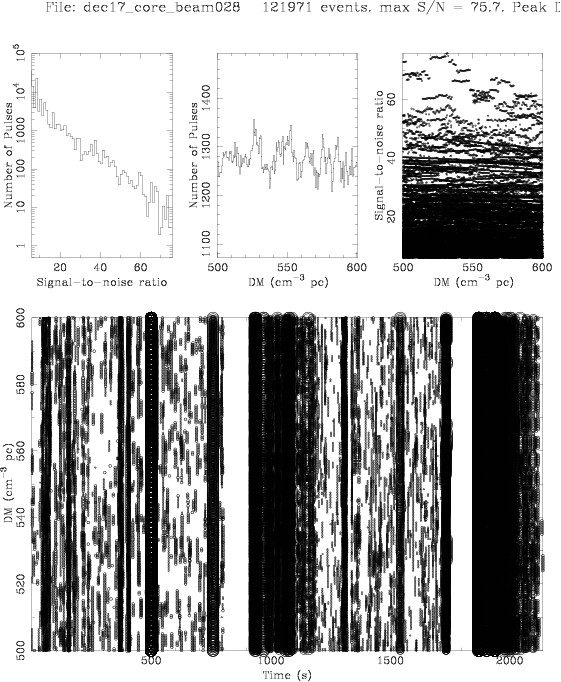 File: dec17_core_beam028 121971 events. max S/N = 75.7. Peak
Number of Pulses
1 10 100 1000 10^4 10^5
20 40 60
Signal-to-noise ratio
Number of Pulses
1100 1200 1300 1400
500 550 600
DM (cm^-3 pc)
Signal-to-noise ratio
20 40 60
500 550 600
DM (cm^-3 pc)
DM (cm^-3 pc)
500 520 540 560 580 600
500 1000 1500 2000
Time (s)